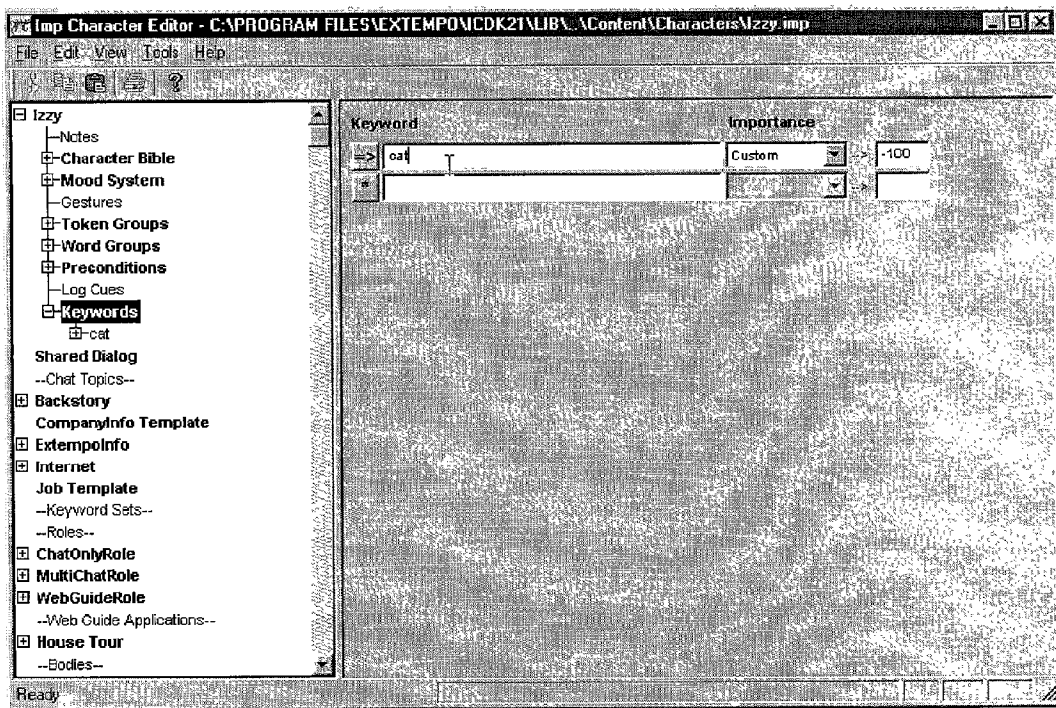 Imp Character Editor - C:\PROGRAM FILES\EXTEMPO\ICDK21\LIB\..\Content\Characters\Izzy.imp
File Edit View Tools Help
Izzy
Notes
Character Bible
Mood System
Gestures
Token Groups
Word Groups
Preconditions
Log Cues
Keywords
cat
Shared Dialog
--Chat Topics--
Backstory
CompanyInfo Template
ExtempoInfo
Internet
Job Template
--Keyword Sets--
--Roles--
ChatOnlyRole
MultiChatRole
WebGuideRole
--Web Guide Applications--
House Tour
--Bodies--
Keyword Importance
=> cat Custom => -100
* =>
Ready